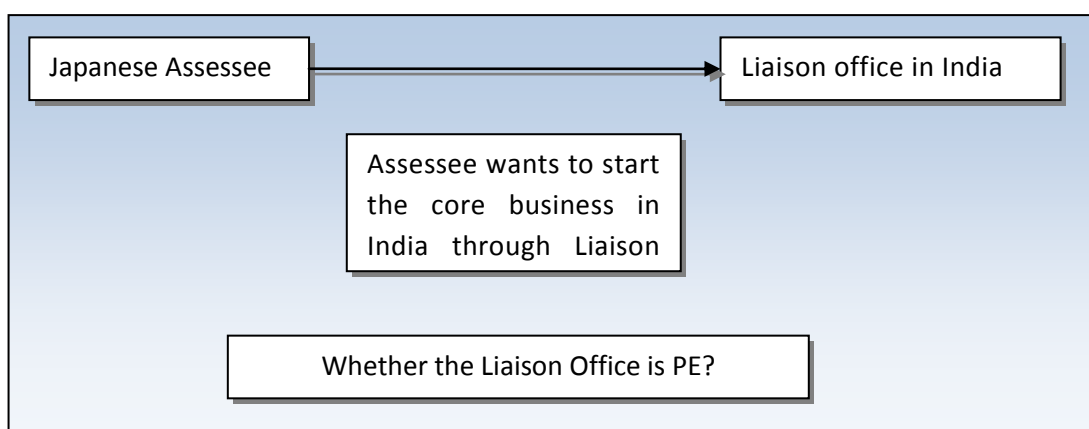 Japanese Assessee
Liaison office in India
Assessee wants to start
the core business in
India through Liaison
Whether the Liaison Office is PE?